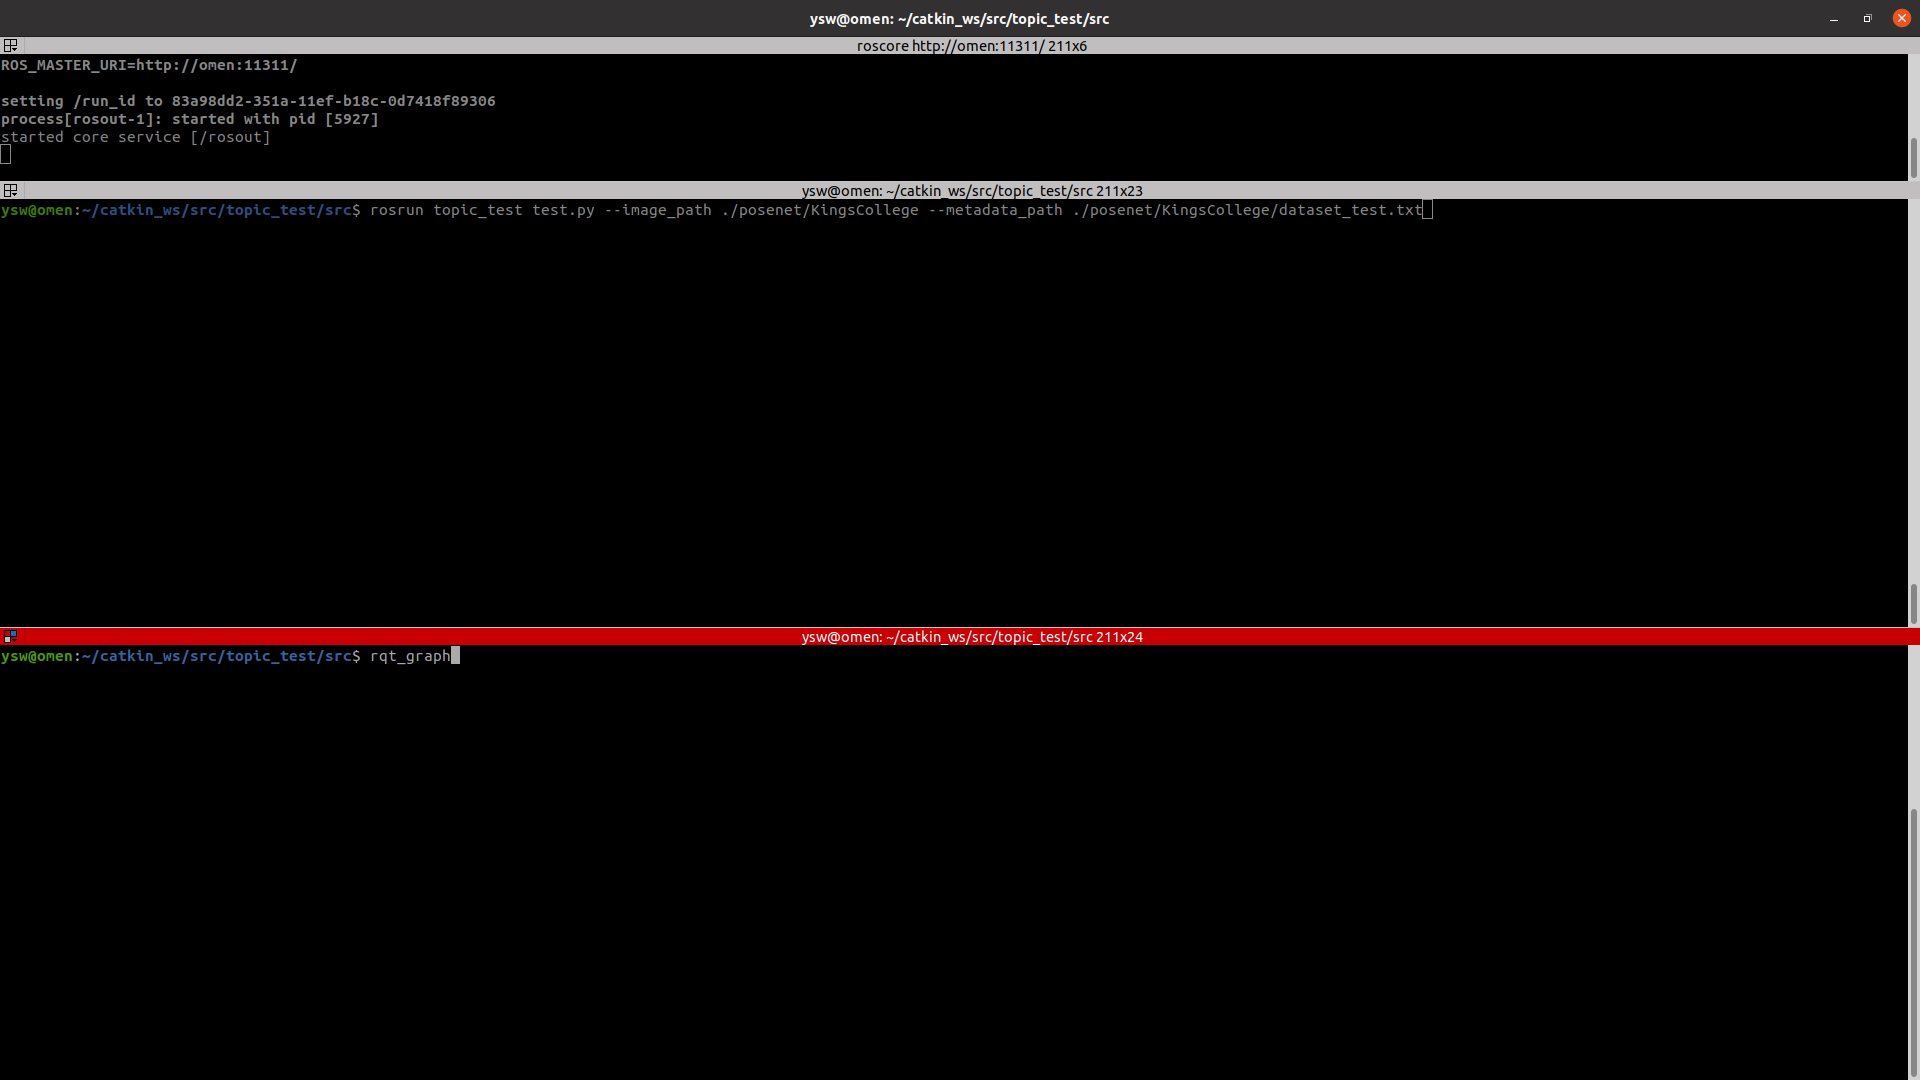 ysw@omen: ~/catkin_ws/src/topic_test/src
roscore http://omen:11311/ 211x6
ROS_MASTER_URI=http://omen:11311/
setting /run_id to 83a98dd2-351a-11ef-b18c-0d7418f89306
process[rosout-1]: started with pid [5927]
started core service [/rosout]
ysw@omen: ~/catkin_ws/src/topic_test/src 211x23
ysw@omen:~/catkin_ws/src/topic_test/src$ rosrun topic_test test.py --image_path ./posenet/KingsCollege --metadata_path ./posenet/KingsCollege/dataset_test.txt
ysw@omen: ~/catkin_ws/src/topic_test/src 211x24
ysw@omen:~/catkin_ws/src/topic_test/src$ rqt_graph